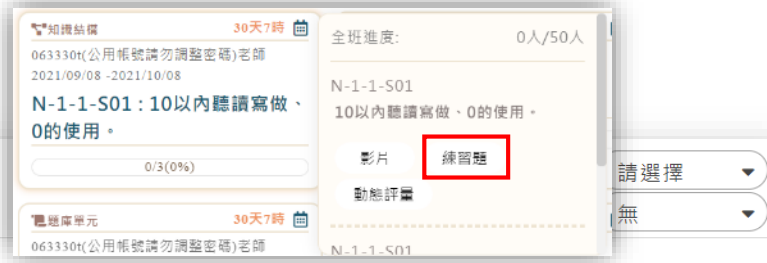 知識結構 30天7時
063330t(公用帳號請勿調整密碼)老師
2021/09/08 -2021/10/08
N-1-1-S01 : 10以內聽讀寫做、
0的使用。
0/3(0%)
題庫單元 30天7時
063330t(公用帳號請勿調整密碼)老師
全班進度: 0人/50人
N-1-1-S01
10以內聽讀寫做、0的使用。
影片 練習題
動態評量
N-1-1-S01
請選擇
無